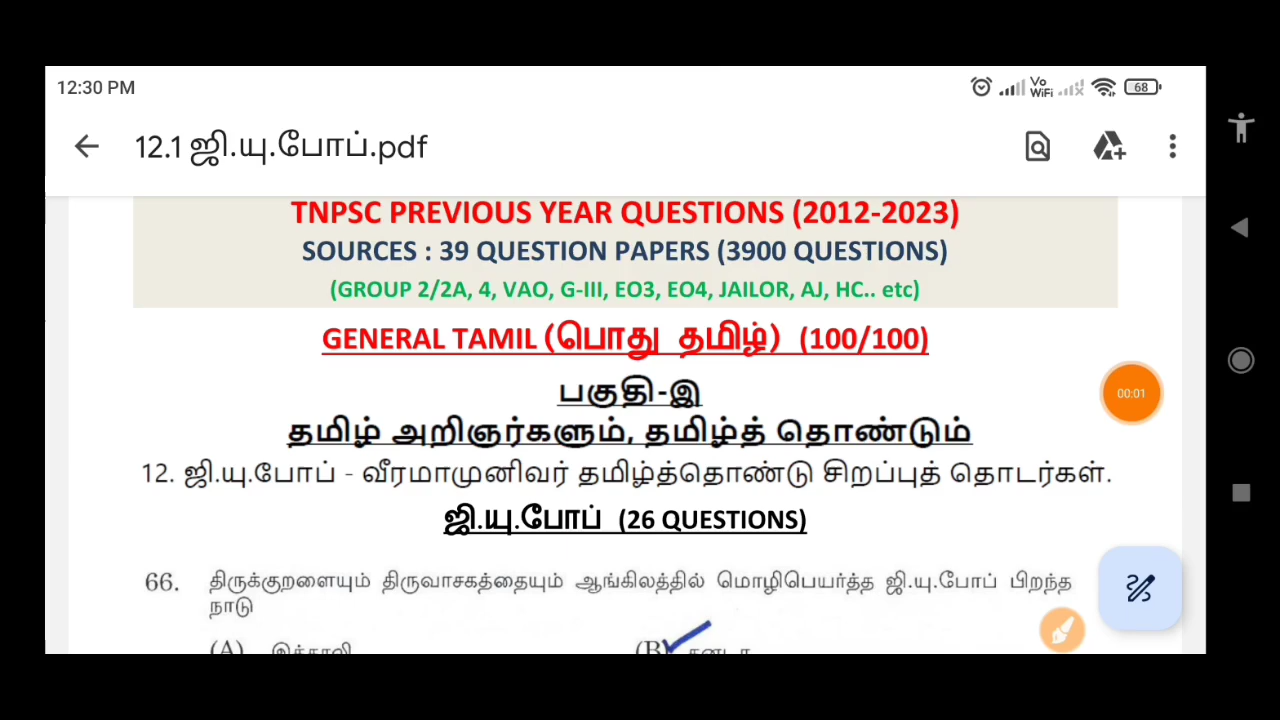 12:30 PM
Vo WiFi
68
12.1 ஜி.யு.போப்.pdf
TNPSC PREVIOUS YEAR QUESTIONS (2012-2023)
SOURCES : 39 QUESTION PAPERS (3900 QUESTIONS)
(GROUP 2/2A, 4, VAO, G-III, EO3, EO4, JAILOR, AJ, HC.. etc)
GENERAL TAMIL (பொது தமிழ்) (100/100)
பகுதி-இ
00:01
தமிழ் அறிஞர்களும், தமிழ்த் தொண்டும்
12. ஜி.யு.போப் - வீரமாமுனிவர் தமிழ்த்தொண்டு சிறப்புத் தொடர்கள்.
ஜி.யு.போப் (26 QUESTIONS)
66. திருக்குறளையும் திருவாசகத்தையும் ஆங்கிலத்தில் மொழிபெயர்த்த ஜி.யு.போப் பிறந்த
நாடு
(A) (B)